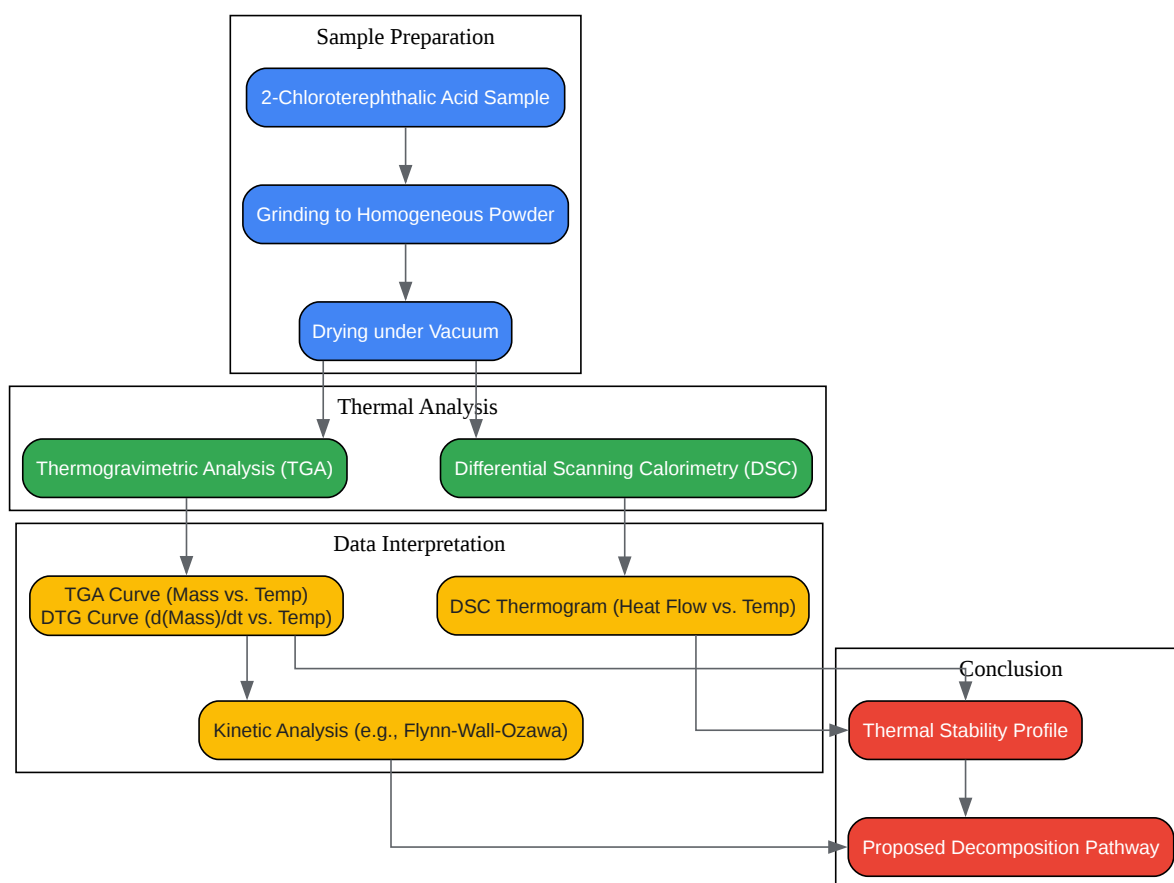 Sample Preparation
2-Chloroterephthalic Acid Sample
Grinding to Homogeneous Powder
Drying under Vacuum
Thermal Analysis
Thermogravimetric Analysis (TGA)
Differential Scanning Calorimetry (DSC)
Data Interpretation
TGA Curve (Mass vs. Temp)
DTG Curve (d(Mass)/dt vs. Temp)
DSC Thermogram (Heat Flow vs. Temp)
Kinetic Analysis (e.g., Flynn-Wall-Ozawa)
Conclusion
Thermal Stability Profile
Proposed Decomposition Pathway